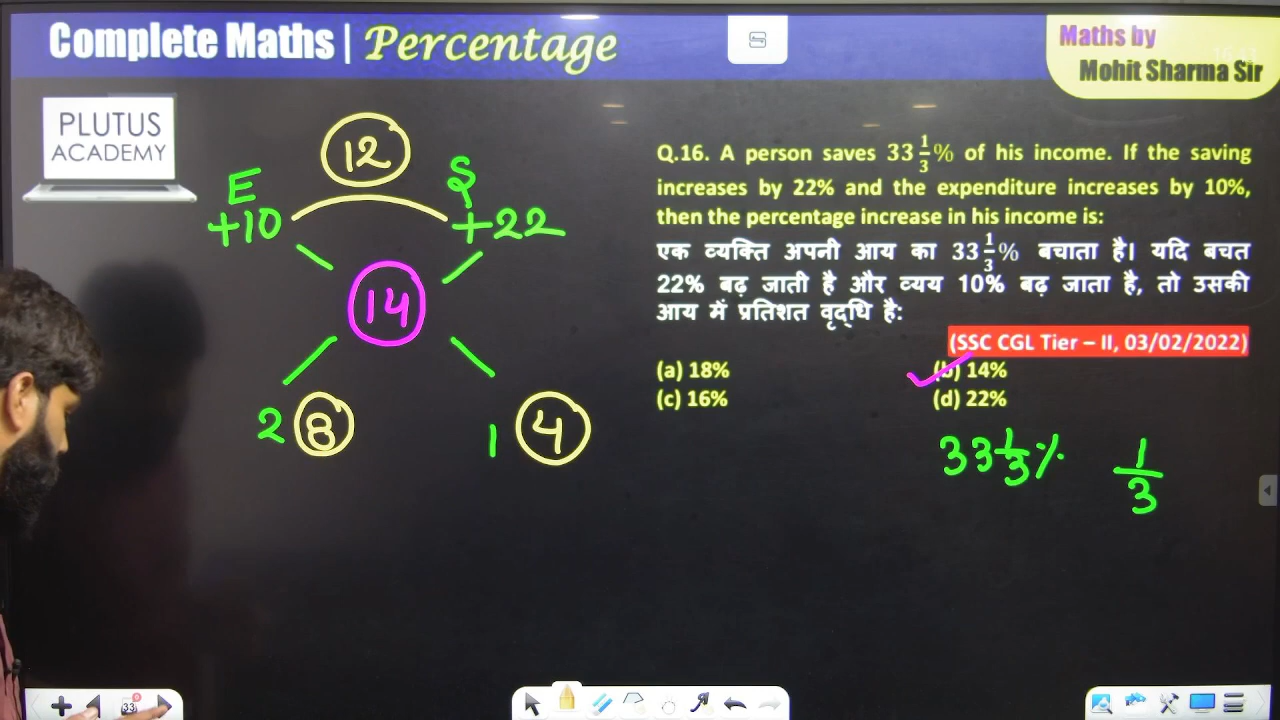 Complete Maths | Percentage
Maths by
Mohit Sharma Sir
PLUTUS
ACADEMY
12
E
S
+10
+22
14
2 8
1 4
Q.16. A person saves 33 1/3% of his income. If the saving
increases by 22% and the expenditure increases by 10%,
then the percentage increase in his income is:
एक व्यक्ति अपनी आय का 33 1/3% बचाता है। यदि बचत
22% बढ़ जाती है और व्यय 10% बढ़ जाता है, तो उसकी
आय में प्रतिशत वृद्धि है:
(SSC CGL Tier – II, 03/02/2022)
(a) 18% (b) 14%
(c) 16% (d) 22%
33 1/3% 1/3
33